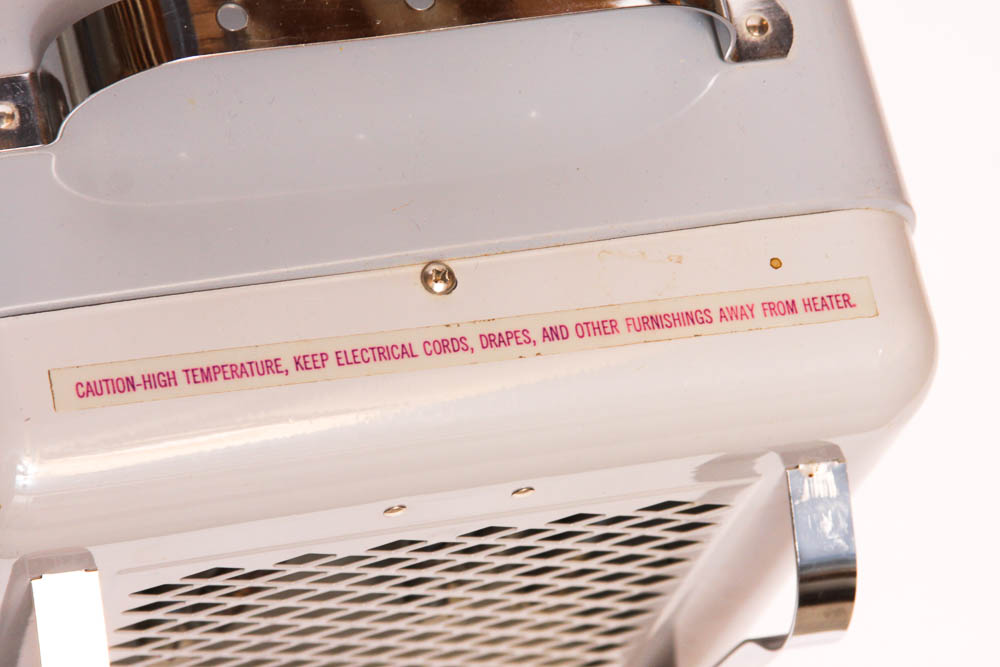 CAUTION-HIGH TEMPERATURE, KEEP ELECTRICAL CORDS, DRAPES, AND OTHER FURNISHINGS AWAY FROM HEATER.